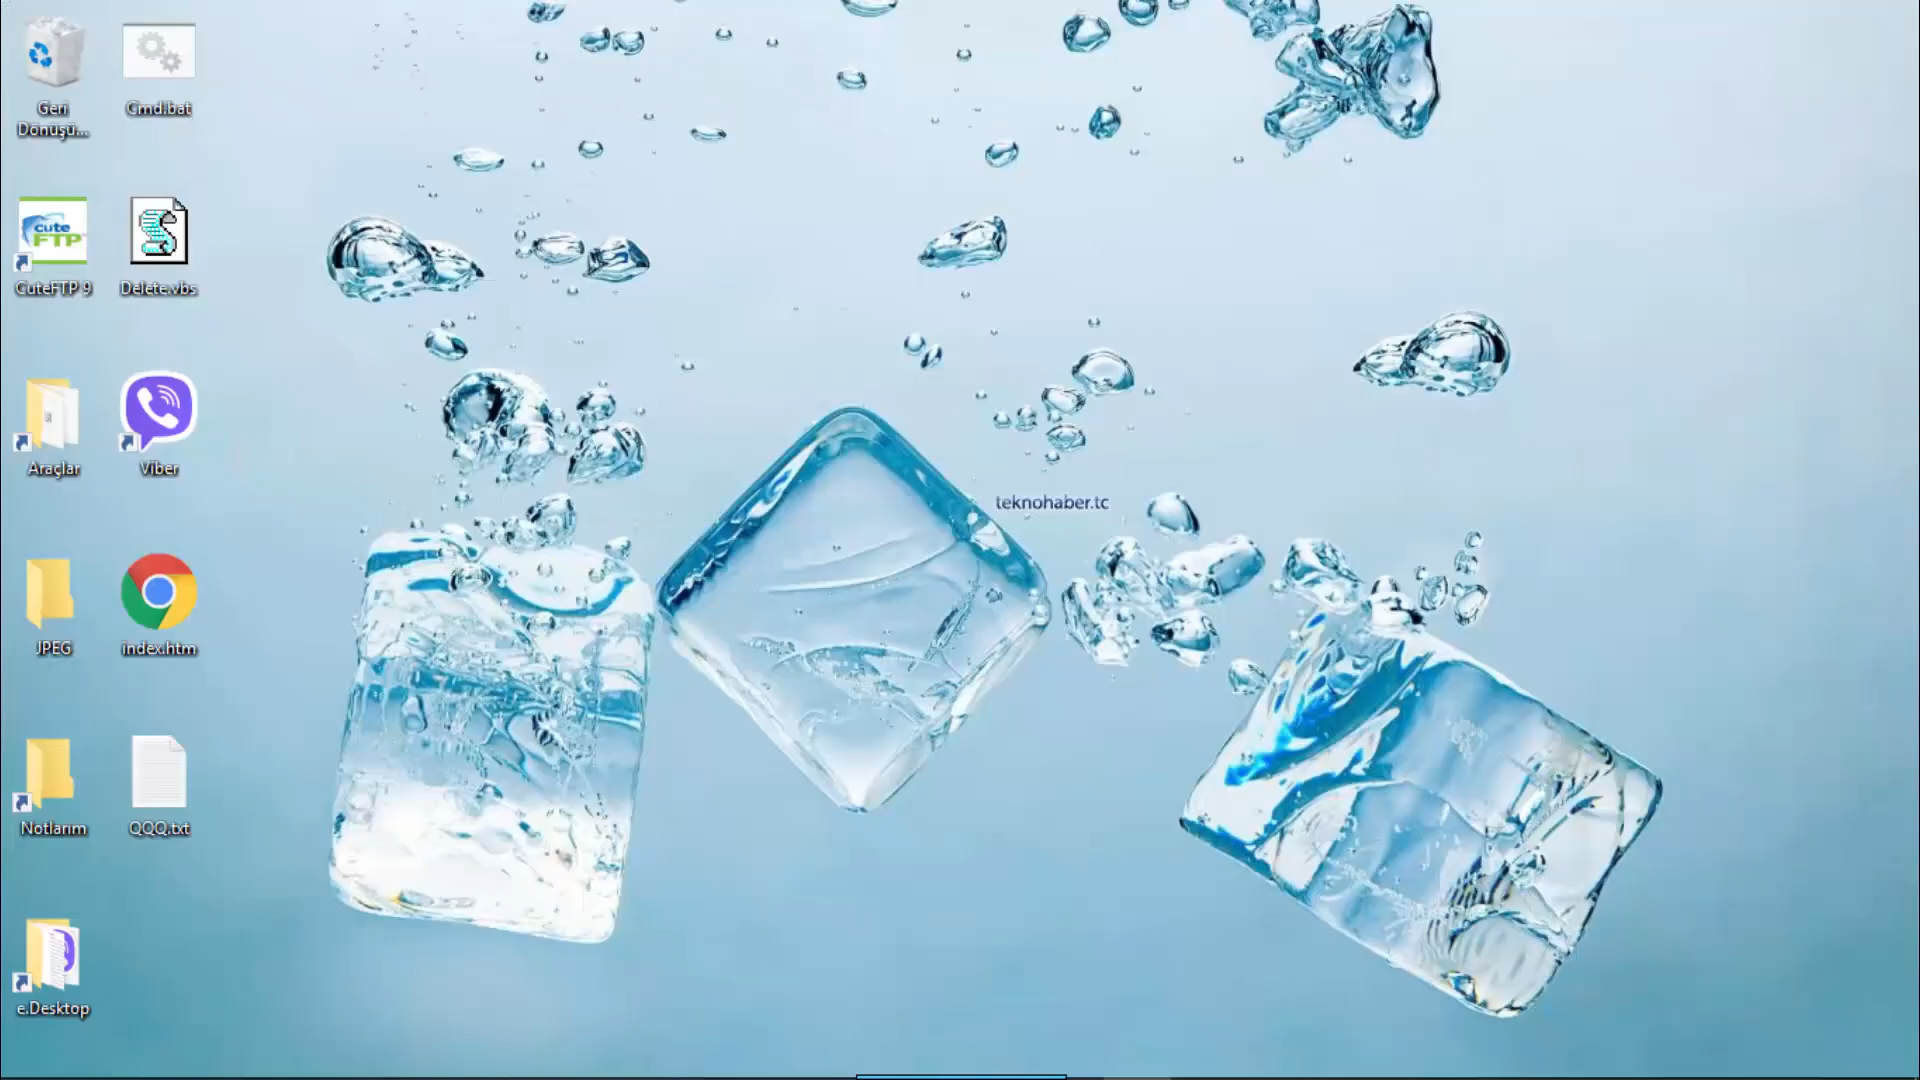 Geri
Dönüşü...
Cmd.bat
cute
FTP
CuteFTP 9
Delete.vbs
Araçlar
Viber
teknohaber.tc
JPEG
index.htm
Notlarım
QQQ.txt
e.Desktop